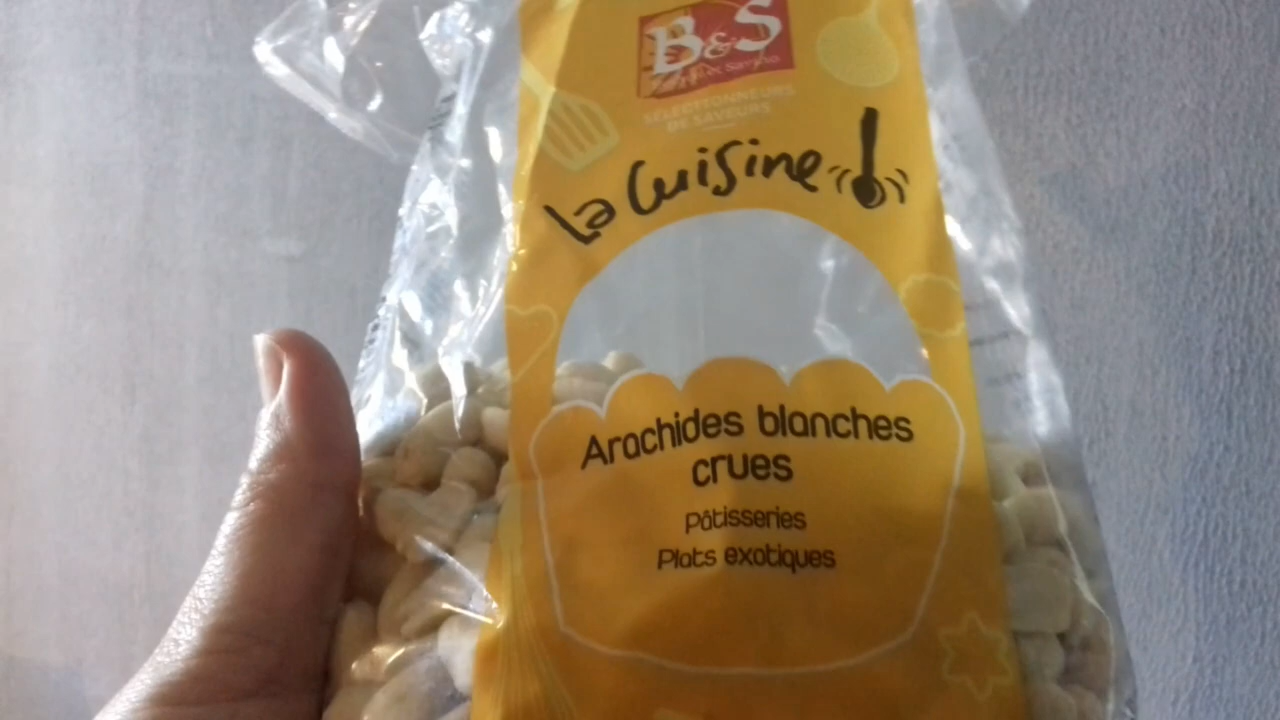 B&S
SÉLECTIONNEURS
DE SAVEURS
La Cuisine
Arachides blanches
crues
Pâtisseries
Plats exotiques